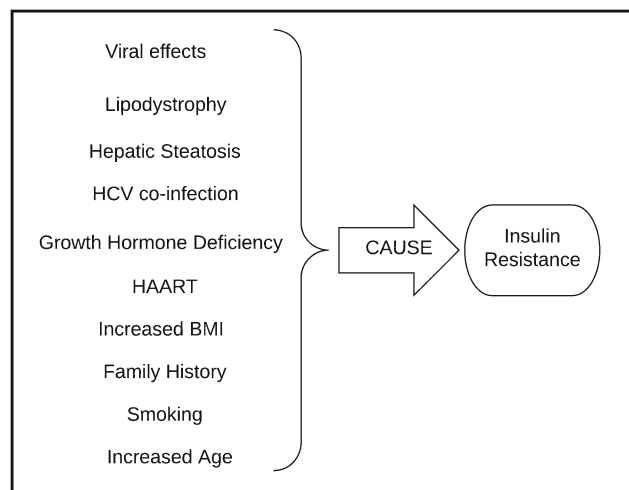 Viral effects
Lipodystrophy
Hepatic Steatosis
HCV co-infection
Growth Hormone Deficiency
HAART
Increased BMI
Family History
Smoking
Increased Age
CAUSE
Insulin
Resistance